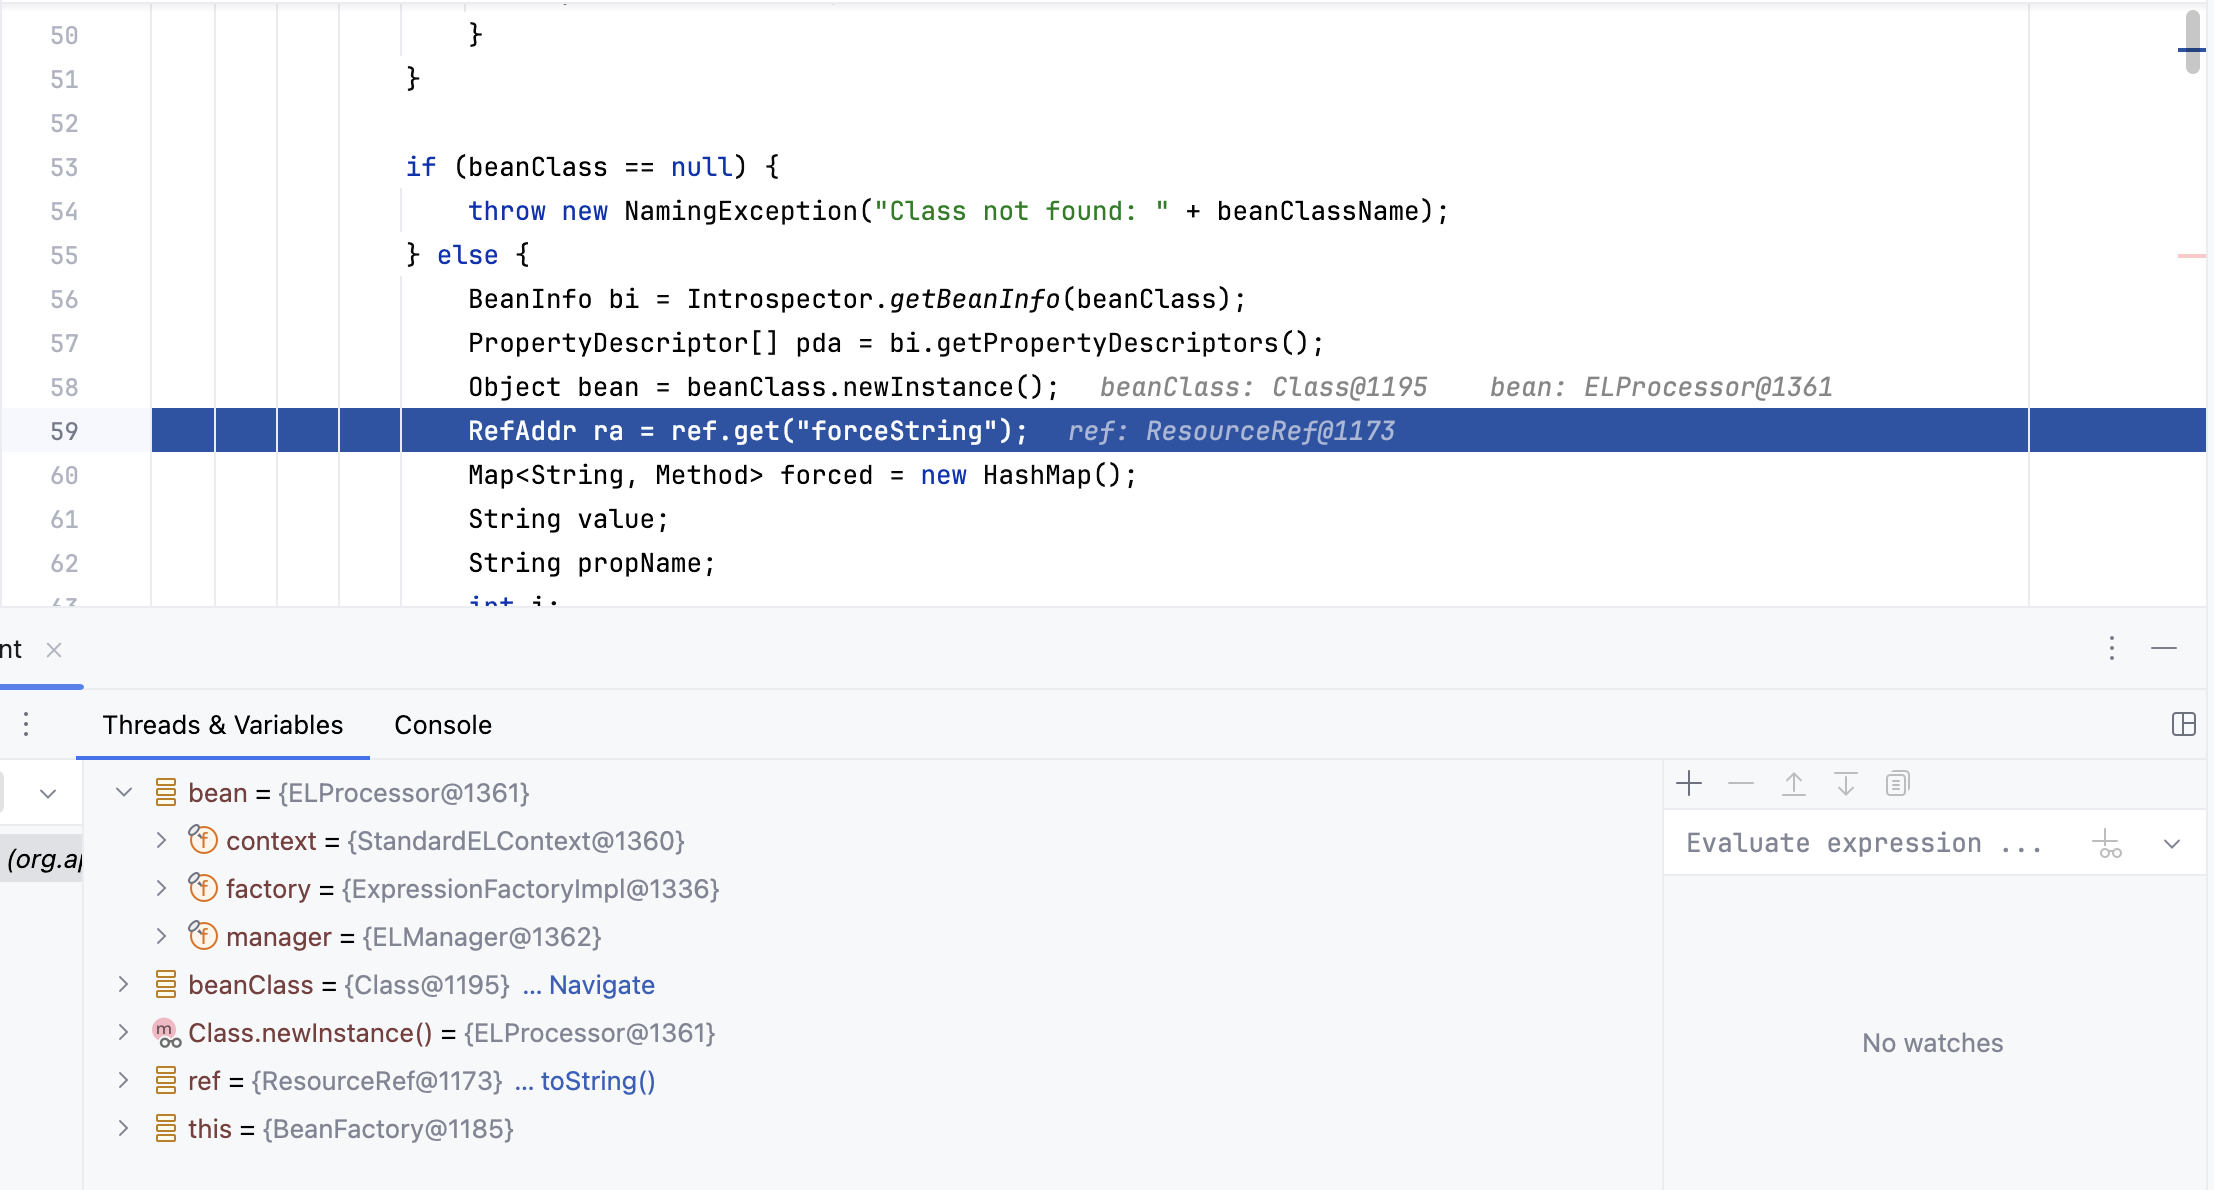 50 }
51 }
52
53 if (beanClass == null) {
54 throw new NamingException("Class not found: " + beanClassName);
55 } else {
56 BeanInfo bi = Introspector.getBeanInfo(beanClass);
57 PropertyDescriptor[] pda = bi.getPropertyDescriptors();
58 Object bean = beanClass.newInstance(); beanClass: Class@1195 bean: ELProcessor@1361
59 RefAddr ra = ref.get("forceString"); ref: ResourceRef@1173
60 Map<String, Method> forced = new HashMap();
61 String value;
62 String propName;
63 int i;
nt
Threads & Variables Console
bean = {ELProcessor@1361}
context = {StandardELContext@1360}
factory = {ExpressionFactoryImpl@1336}
manager = {ELManager@1362}
beanClass = {Class@1195} ... Navigate
Class.newInstance() = {ELProcessor@1361}
ref = {ResourceRef@1173} ... toString()
this = {BeanFactory@1185}
(org.ap
Evaluate expression ...
No watches